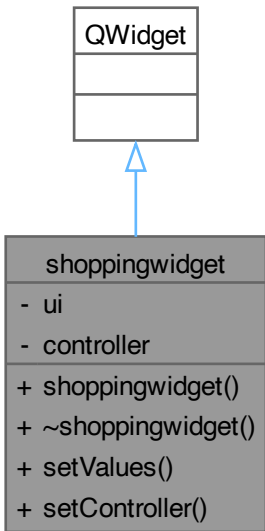 QWidget
shoppingwidget
- ui
- controller
+ shoppingwidget()
+ ~shoppingwidget()
+ setValues()
+ setController()